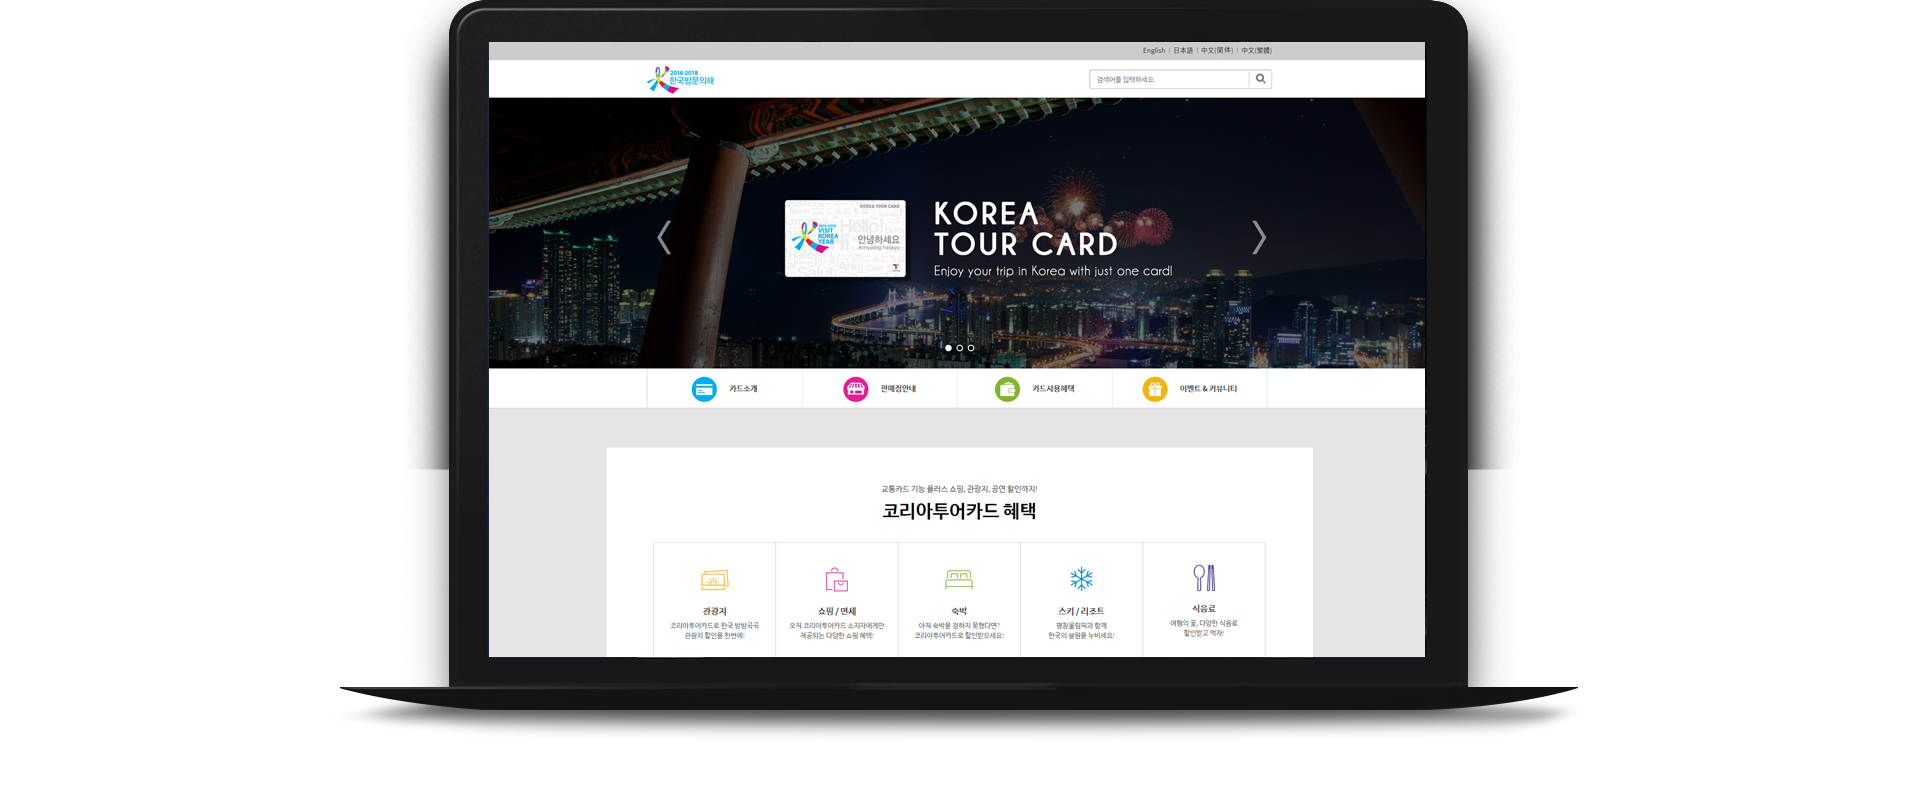 English | 日本語 | 中文(简体) | 中文(繁體)
2016-2018
한국방문의해
검색어를 입력하세요.
KOREA TOUR CARD
2016-2018
VISIT
KOREA
YEAR
안녕하세요
Annyeong haseyo
Hello!
Hi
KOREA
TOUR CARD
Enjoy your trip in Korea with just one card!
카드소개
판매점안내
카드사용혜택
이벤트 & 커뮤니티
교통카드 기능 플러스 쇼핑, 관광지, 공연 할인까지!
코리아투어카드 혜택
관광지
코리아투어카드로 한국 방방곡곡
관광지 할인을 한번에!
쇼핑 / 면세
오직 코리아투어카드 소지자에게만
제공되는 다양한 쇼핑 혜택!
숙박
아직 숙박을 정하지 못했다면?
코리아투어카드로 할인받으세요!
스키 / 리조트
평창올림픽과 함께
한국의 설원을 누비세요!
식음료
여행의 꽃, 다양한 식음료
할인받고 먹자!